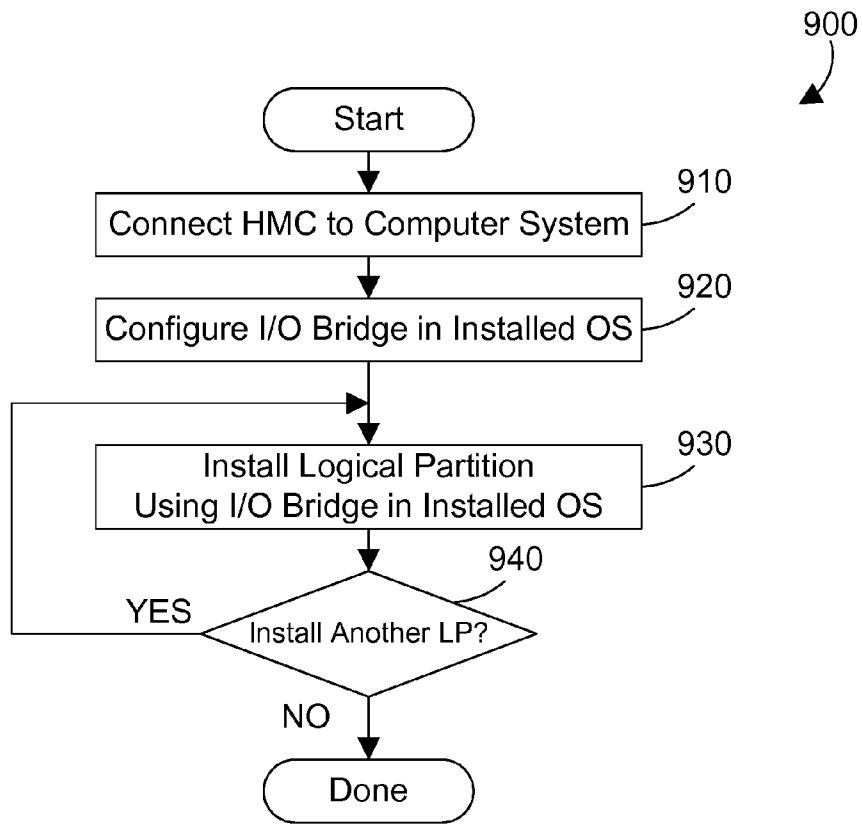 900
Start
910
Connect HMC to Computer System
920
Configure I/O Bridge in Installed OS
930
Install Logical Partition
Using I/O Bridge in Installed OS
940
YES
Install Another LP?
NO
Done